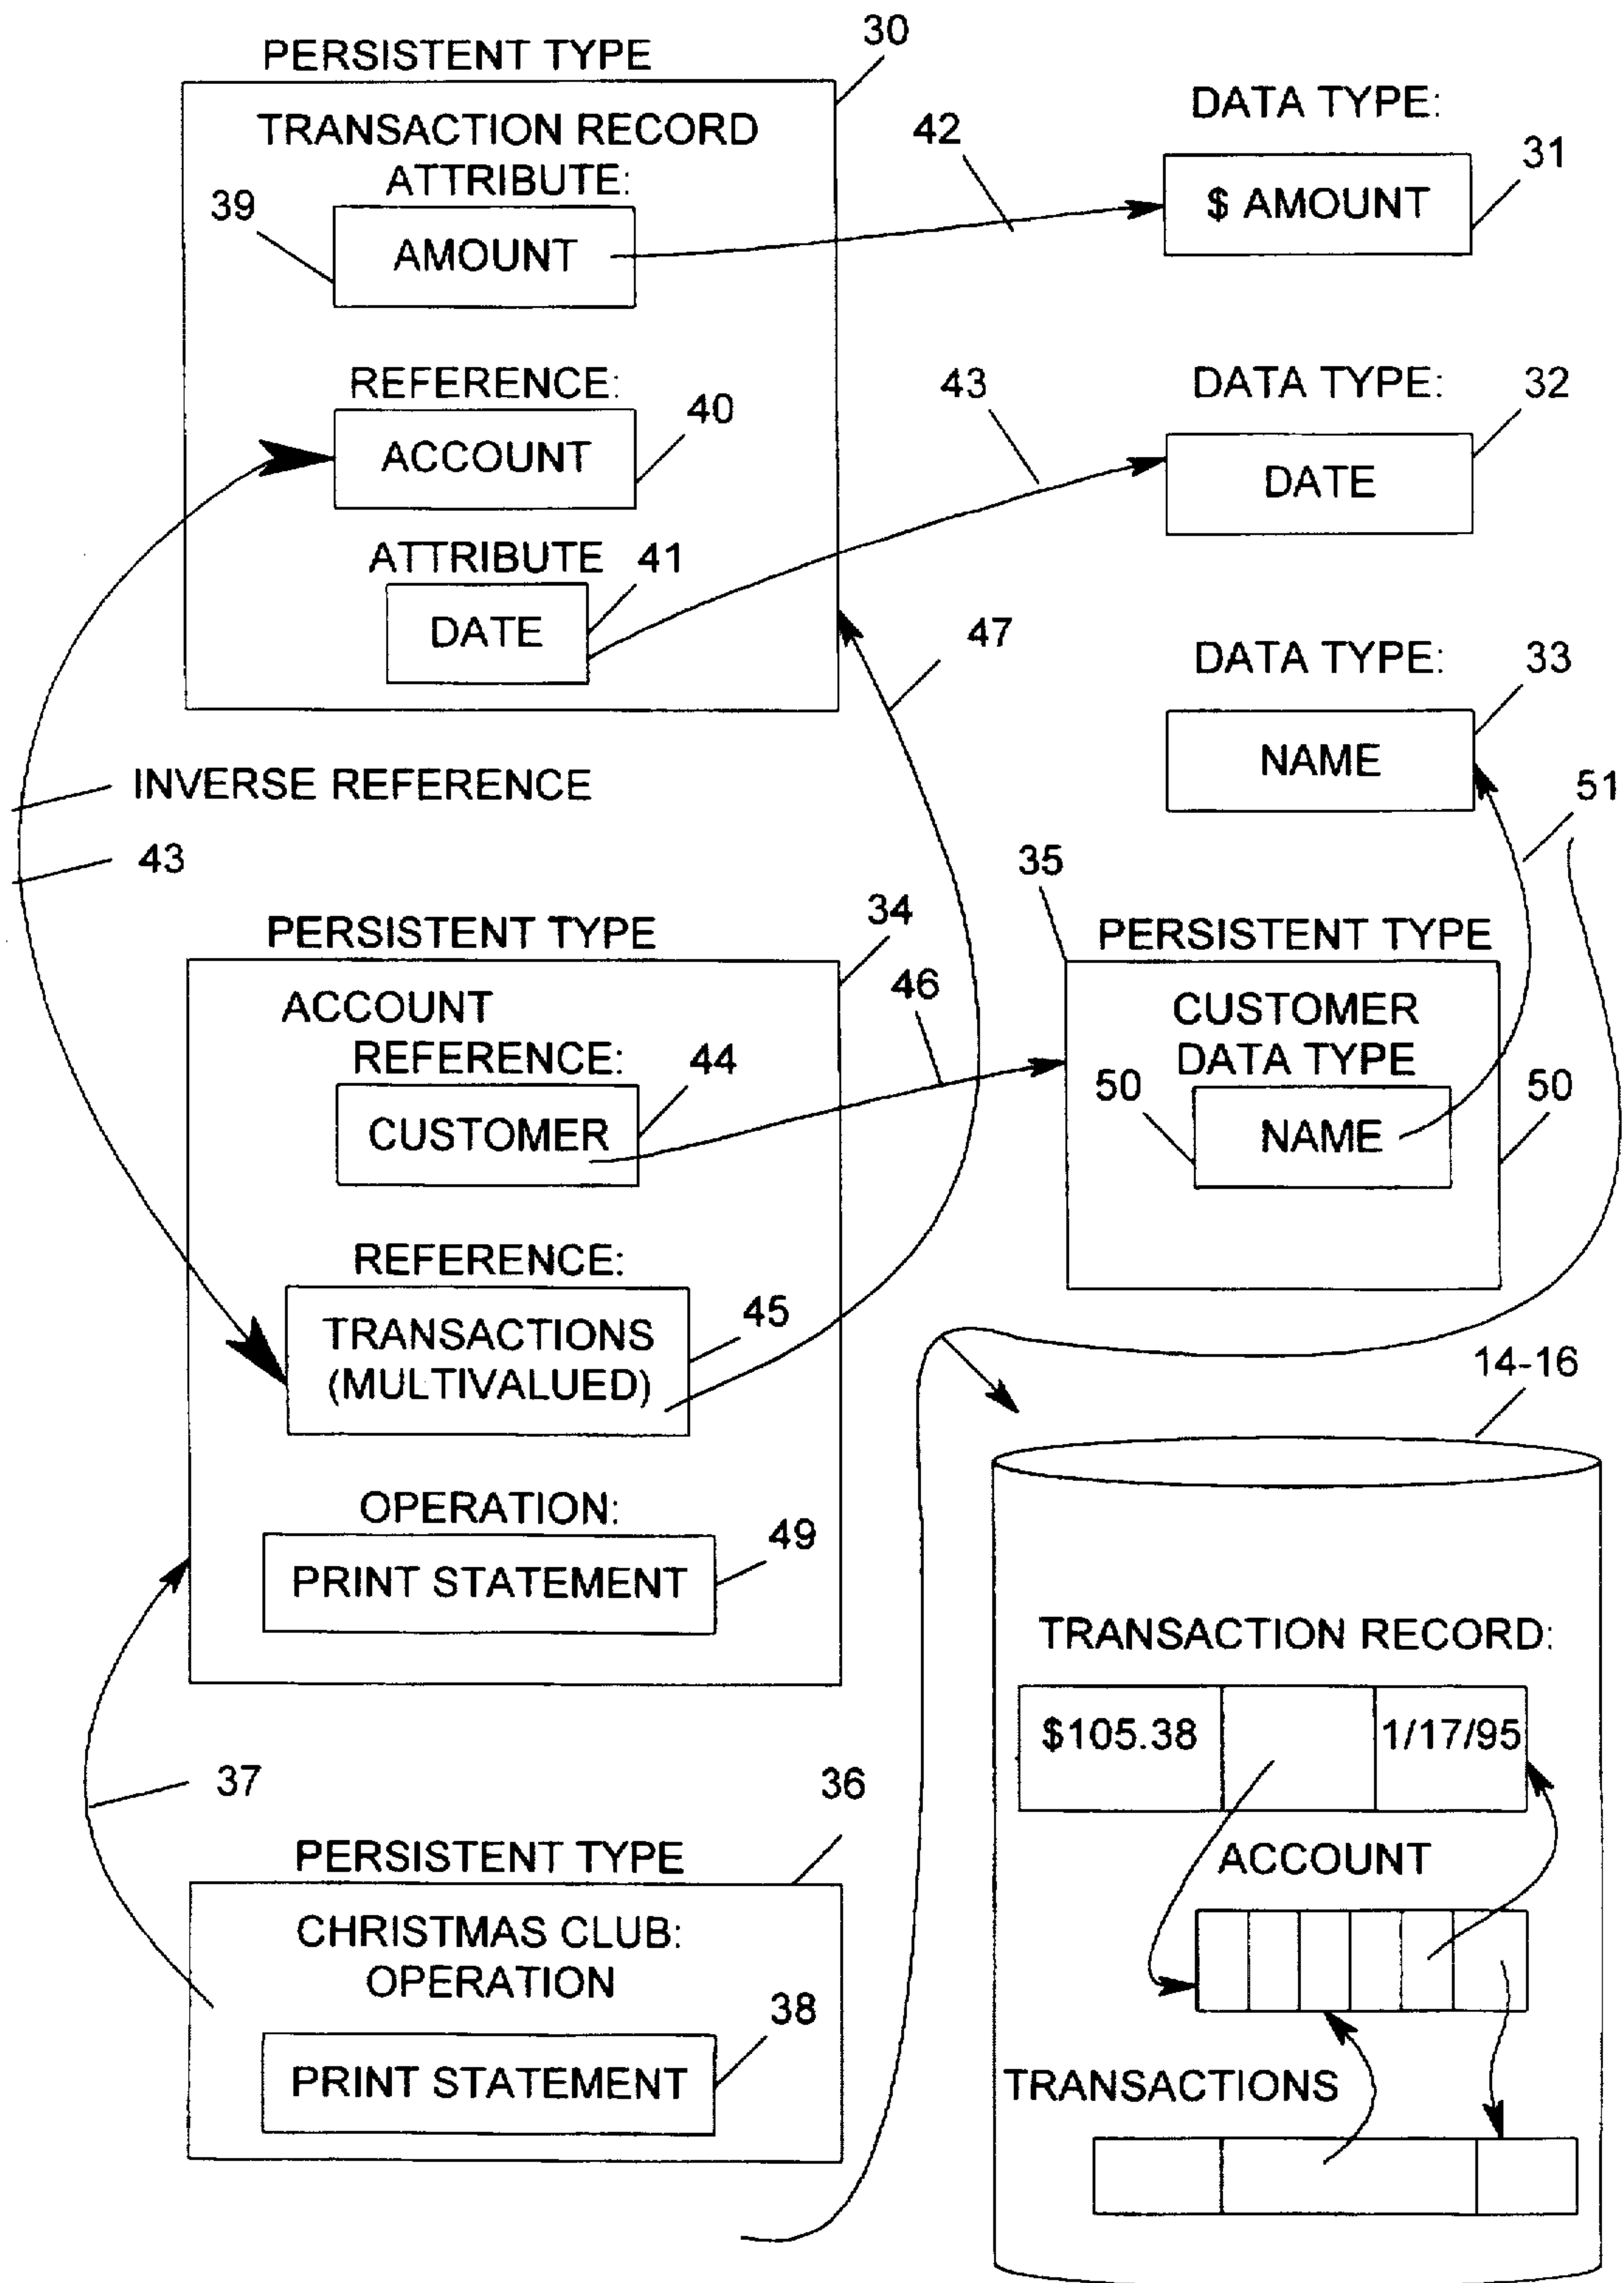 30
PERSISTENT TYPE
TRANSACTION RECORD
ATTRIBUTE:
39
AMOUNT
42
DATA TYPE:
31
$ AMOUNT
REFERENCE:
40
ACCOUNT
43
DATA TYPE:
32
DATE
ATTRIBUTE
41
DATE
47
DATA TYPE:
33
NAME
51
INVERSE REFERENCE
43
34
PERSISTENT TYPE
ACCOUNT
REFERENCE:
44
CUSTOMER
46
35
PERSISTENT TYPE
CUSTOMER
DATA TYPE
50
NAME
50
REFERENCE:
45
TRANSACTIONS
(MULTIVALUED)
OPERATION:
49
PRINT STATEMENT
37
36
PERSISTENT TYPE
CHRISTMAS CLUB:
OPERATION
38
PRINT STATEMENT
14-16
TRANSACTION RECORD:
$105.38
1/17/95
ACCOUNT
TRANSACTIONS